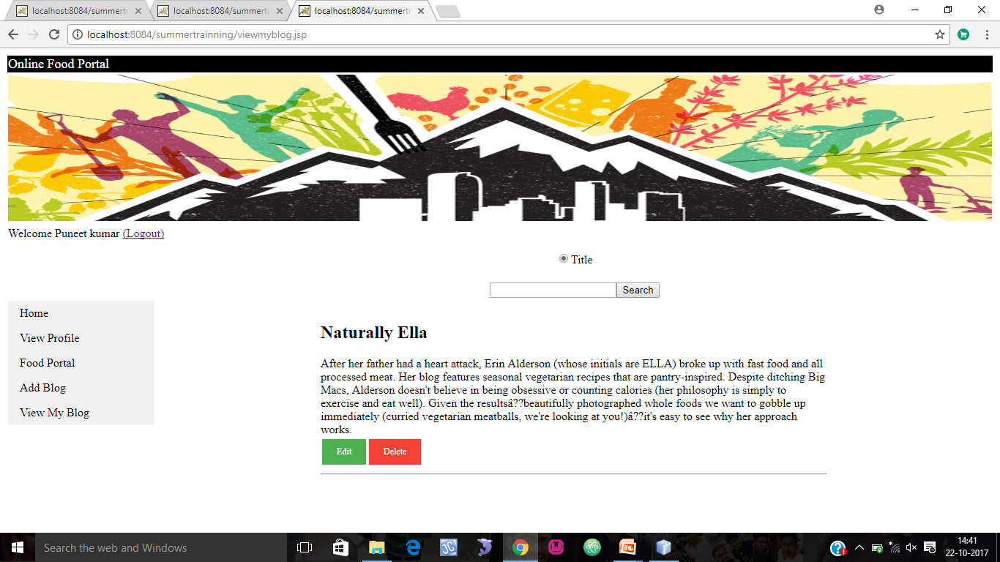 localhost:8084/summertr
localhost:8084/summertr
localhost:8084/summertr
localhost:8084/summertrainning/viewmyblog.jsp
Online Food Portal
Welcome Puneet kumar (Logout)
Title
Search
Home
View Profile
Food Portal
Add Blog
View My Blog
Naturally Ella
After her father had a heart attack, Erin Alderson (whose initials are ELLA) broke up with fast food and all
processed meat. Her blog features seasonal vegetarian recipes that are pantry-inspired. Despite ditching Big
Macs, Alderson doesn't believe in being obsessive or counting calories (her philosophy is simply to
exercise and eat well). Given the resultsâ??beautifully photographed whole foods we want to gobble up
immediately (curried vegetarian meatballs, we're looking at you!)â??it's easy to see why her approach
works.
Edit Delete
Search the web and Windows
14:41
22-10-2017